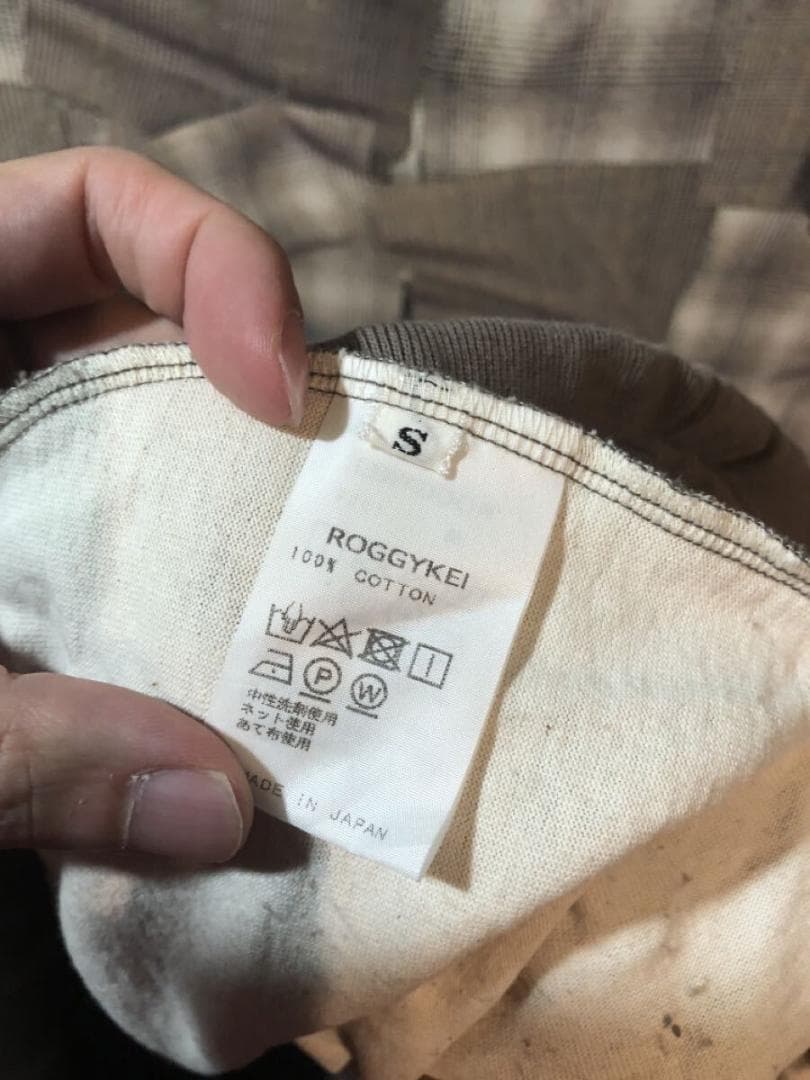 S
ROGGYKEI
100% COTTON
P W
中性洗剤使用
ネット使用
あて布使用
MADE IN JAPAN